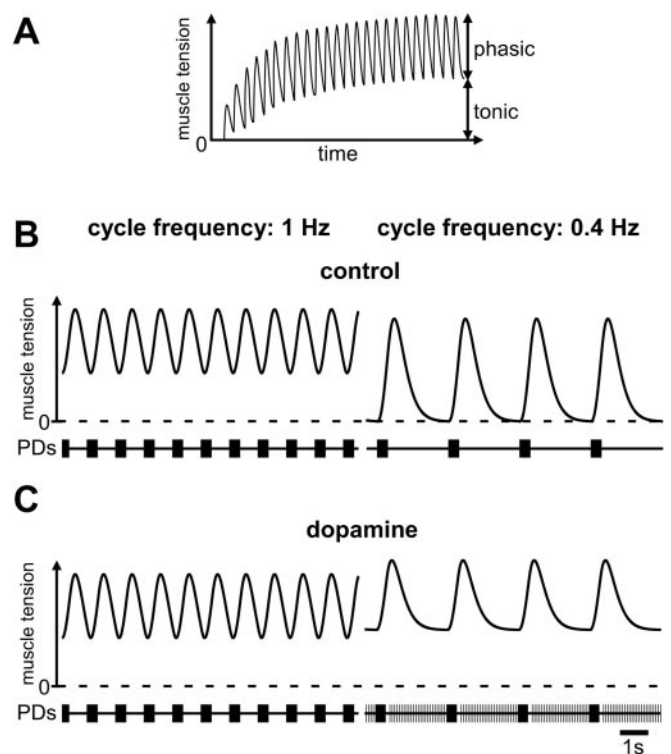 A
muscle tension
0
time
phasic
tonic
B
cycle frequency: 1 Hz
cycle frequency: 0.4 Hz
control
muscle tension
0
PDs
C
dopamine
muscle tension
0
PDs
1s